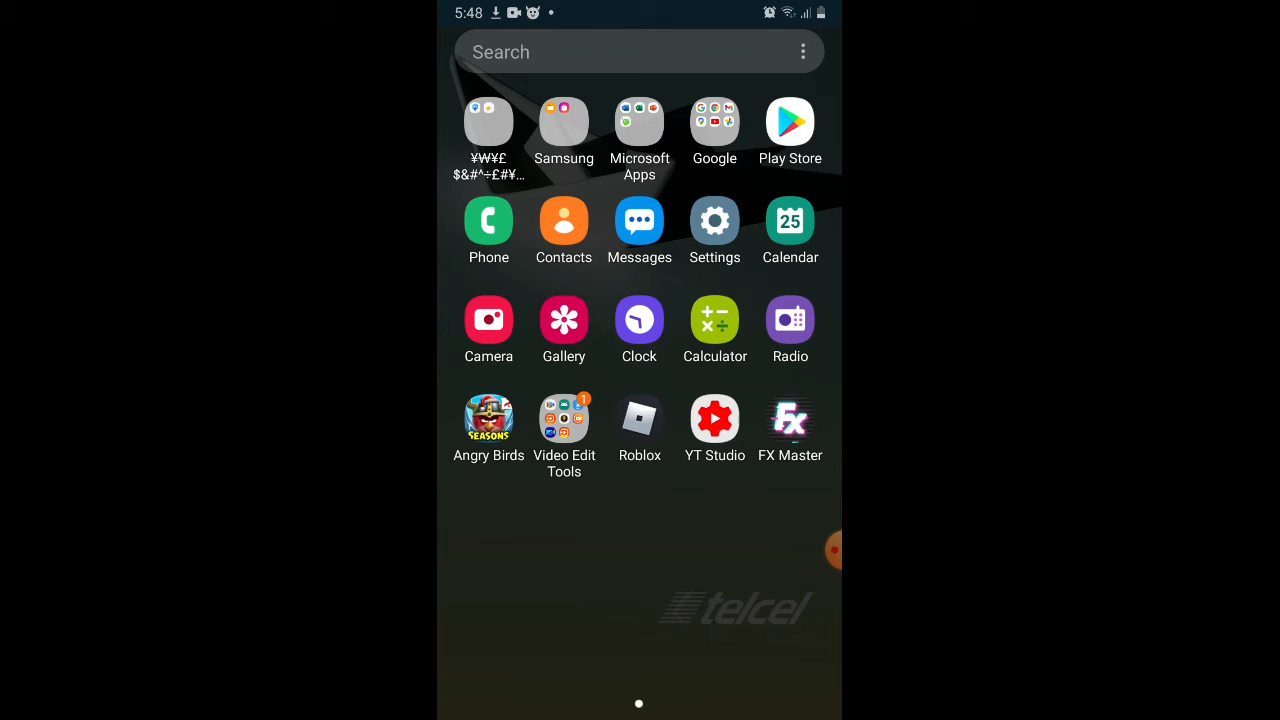 5:48
Search
¥₩¥£
$&#^÷£#¥...
Samsung
Microsoft
Apps
Google
Play Store
25
Phone
Contacts
Messages
Settings
Calendar
Camera
Gallery
Clock
Calculator
Radio
SEASONS
1
Fx
Angry Birds
Video Edit
Tools
Roblox
YT Studio
FX Master
telcel